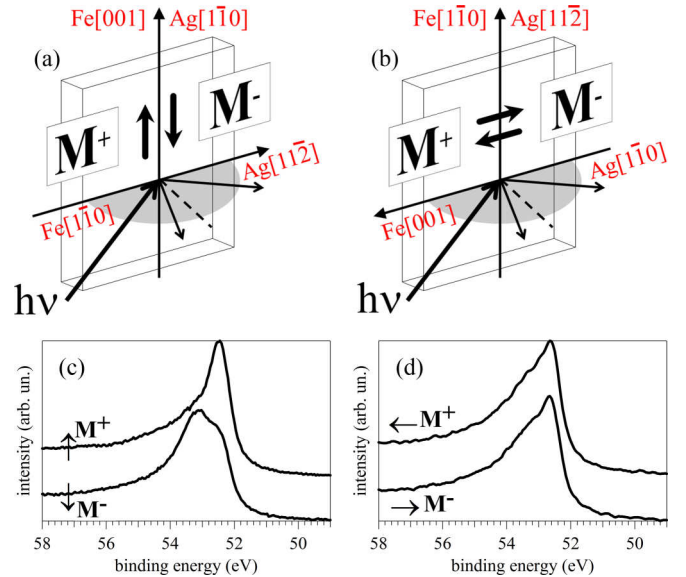 Fe[001] Ag[11̄0]
(a)
M⁺
M⁻
Ag[112̄]
Fe[11̄0]
hν
Fe[11̄0] Ag[112̄]
(b)
M⁺
M⁻
Ag[11̄0]
Fe[001]
hν
(c)
intensity (arb. un.)
↑M⁺
↓M⁻
58 56 54 52 50
binding energy (eV)
(d)
intensity (arb. un.)
←M⁺
→M⁻
58 56 54 52 50
binding energy (eV)